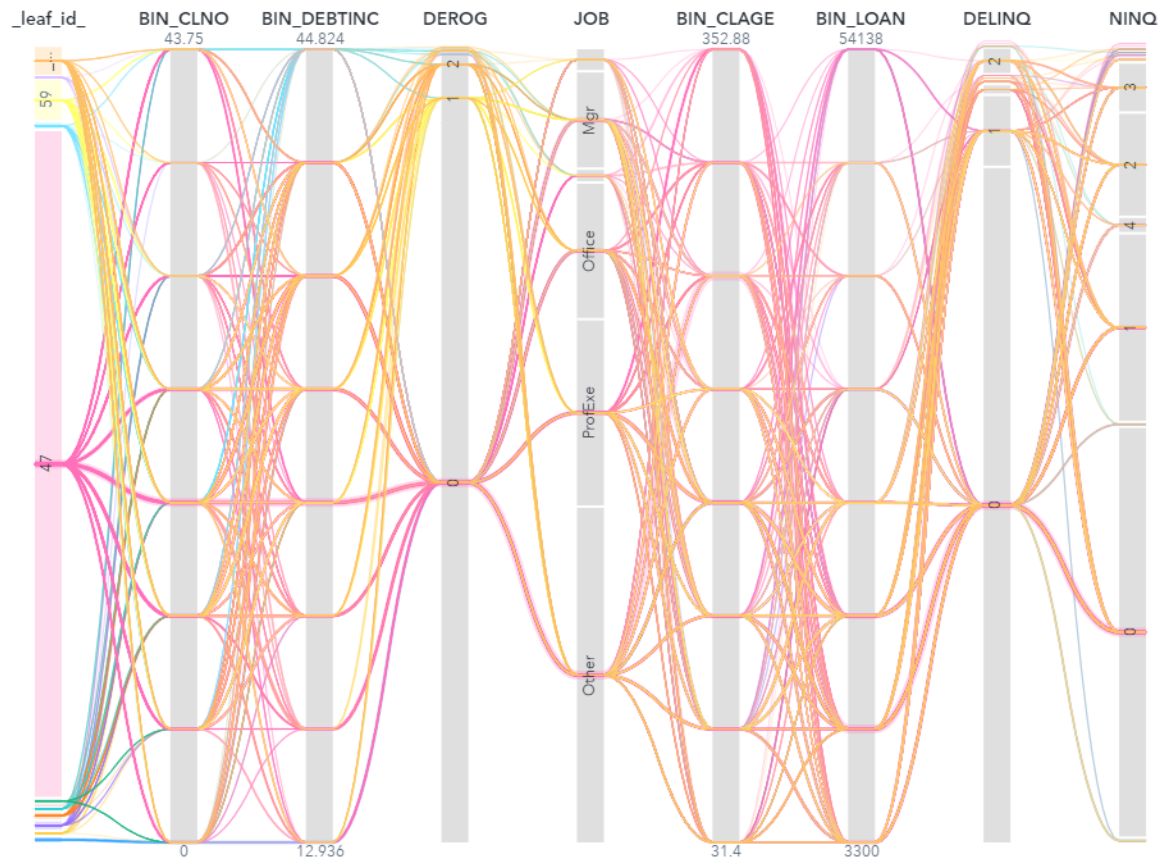 _leaf_id_ BIN_CLNO BIN_DEBTINC DEROG JOB BIN_CLAGE BIN_LOAN DELINQ NINQ
43.75 44.824 352.88 54138
_...
59
47
2
1
0
Mgr
Office
ProfExe
Other
2
1
0
3
2
4
1
0
0 12.936 31.4 3300